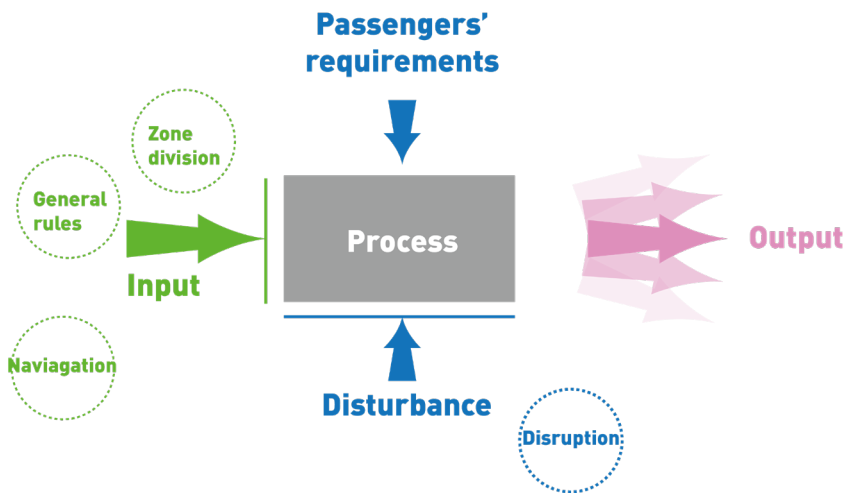 Passengers’
requirements
Zone
division
General
rules
Process
Output
Input
Naviagation
Disturbance
Disruption